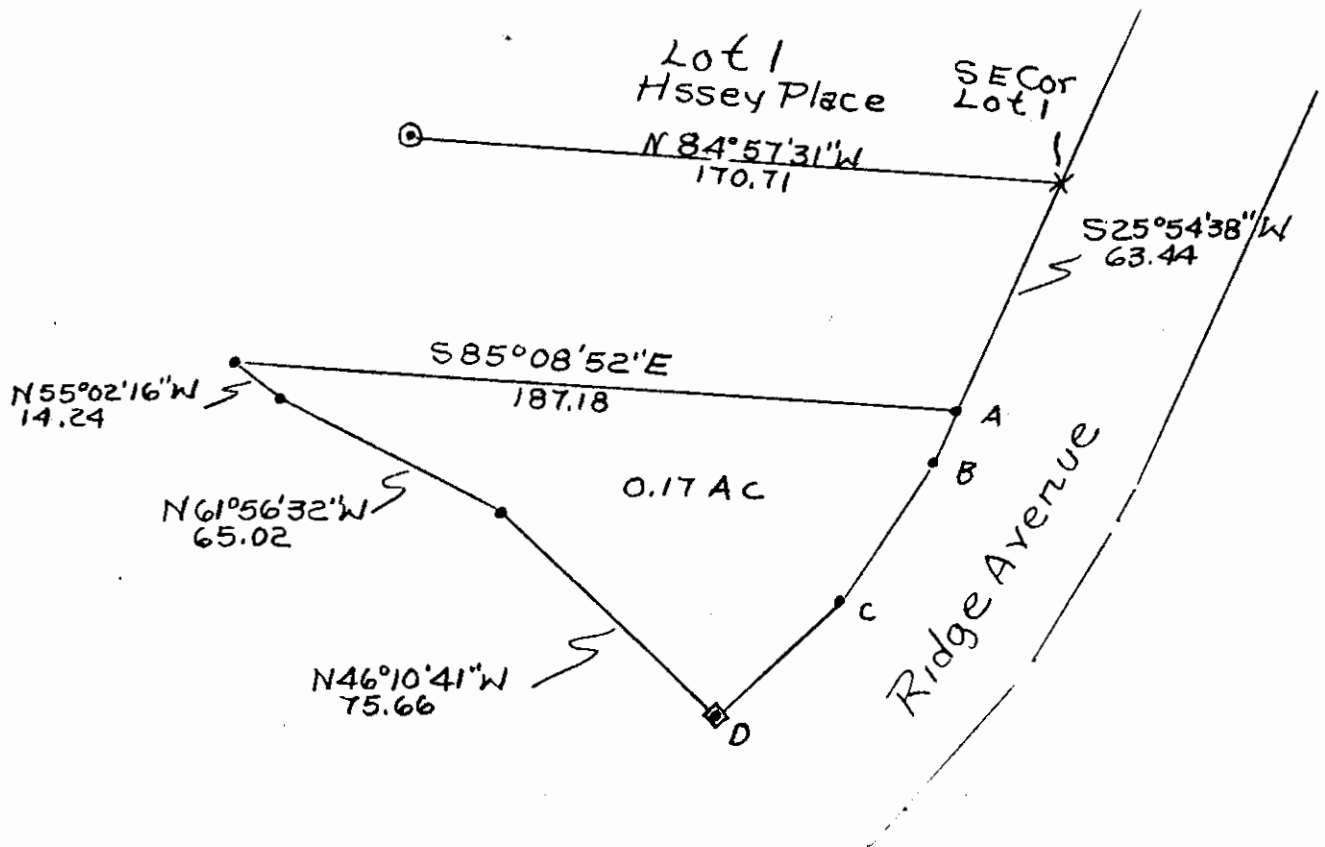 Lot 1
Hssey Place
SE Cor
Lot 1
N 84°57'31"W
170.71
S25°54'38"W
63.44
S85°08'52"E
187.18
N55°02'16"W
14.24
A
B
0.17 AC
N61°56'32"W
65.02
C
Ridge Avenue
N46°10'41"W
75.66
D